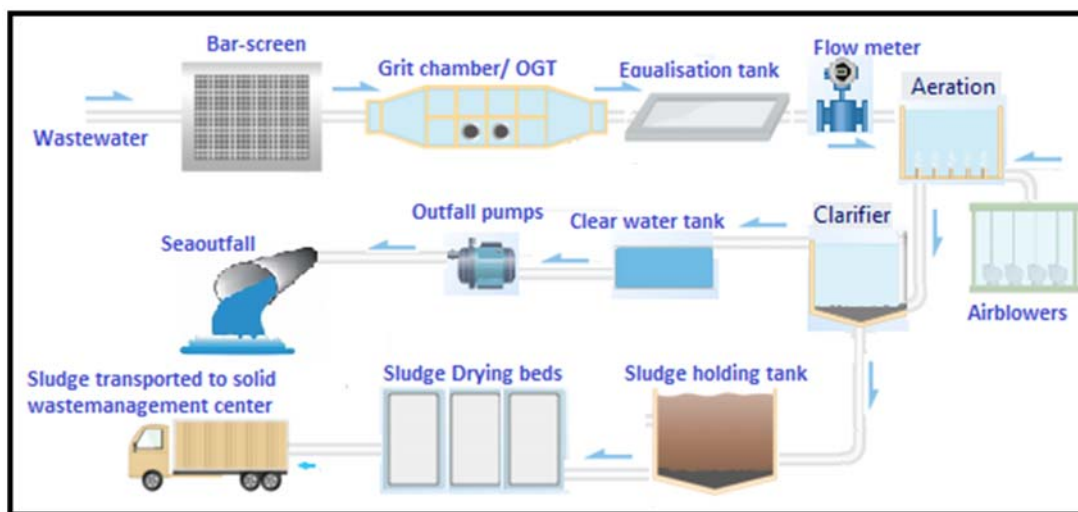 Bar-screen
Grit chamber/ OGT
Equalisation tank
Flow meter
Aeration
Wastewater
Outfall pumps
Clear water tank
Clarifier
Seaoutfall
Airblowers
Sludge transported to solid
wastemanagement center
Sludge Drying beds
Sludge holding tank